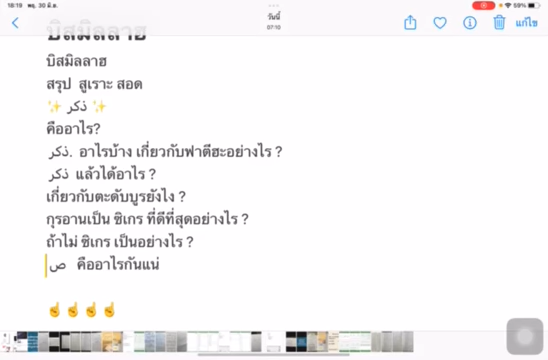 18:19 พฤ. 30 มิ.ย.
59%
วันนี้
07:10
แก้ไข
บิสมิลลาฮ
บิสมิลลาฮ
สรุป สูเราะ สอด
✨ ذكر ✨
คืออาไร?
ذكر. อาไรบ้าง เกี่ยวกับฟาตีฮะอย่างไร ?
ذكر แล้วได้อาไร ?
เกี่ยวกับตะดับบูรยังไง ?
กุรอานเป็น ซิเกร ที่ดีที่สุดอย่างไร ?
ถ้าไม่ ซิเกร เป็นอย่างไร ?
ص คืออาไรกันแน่
☝️☝️☝️☝️